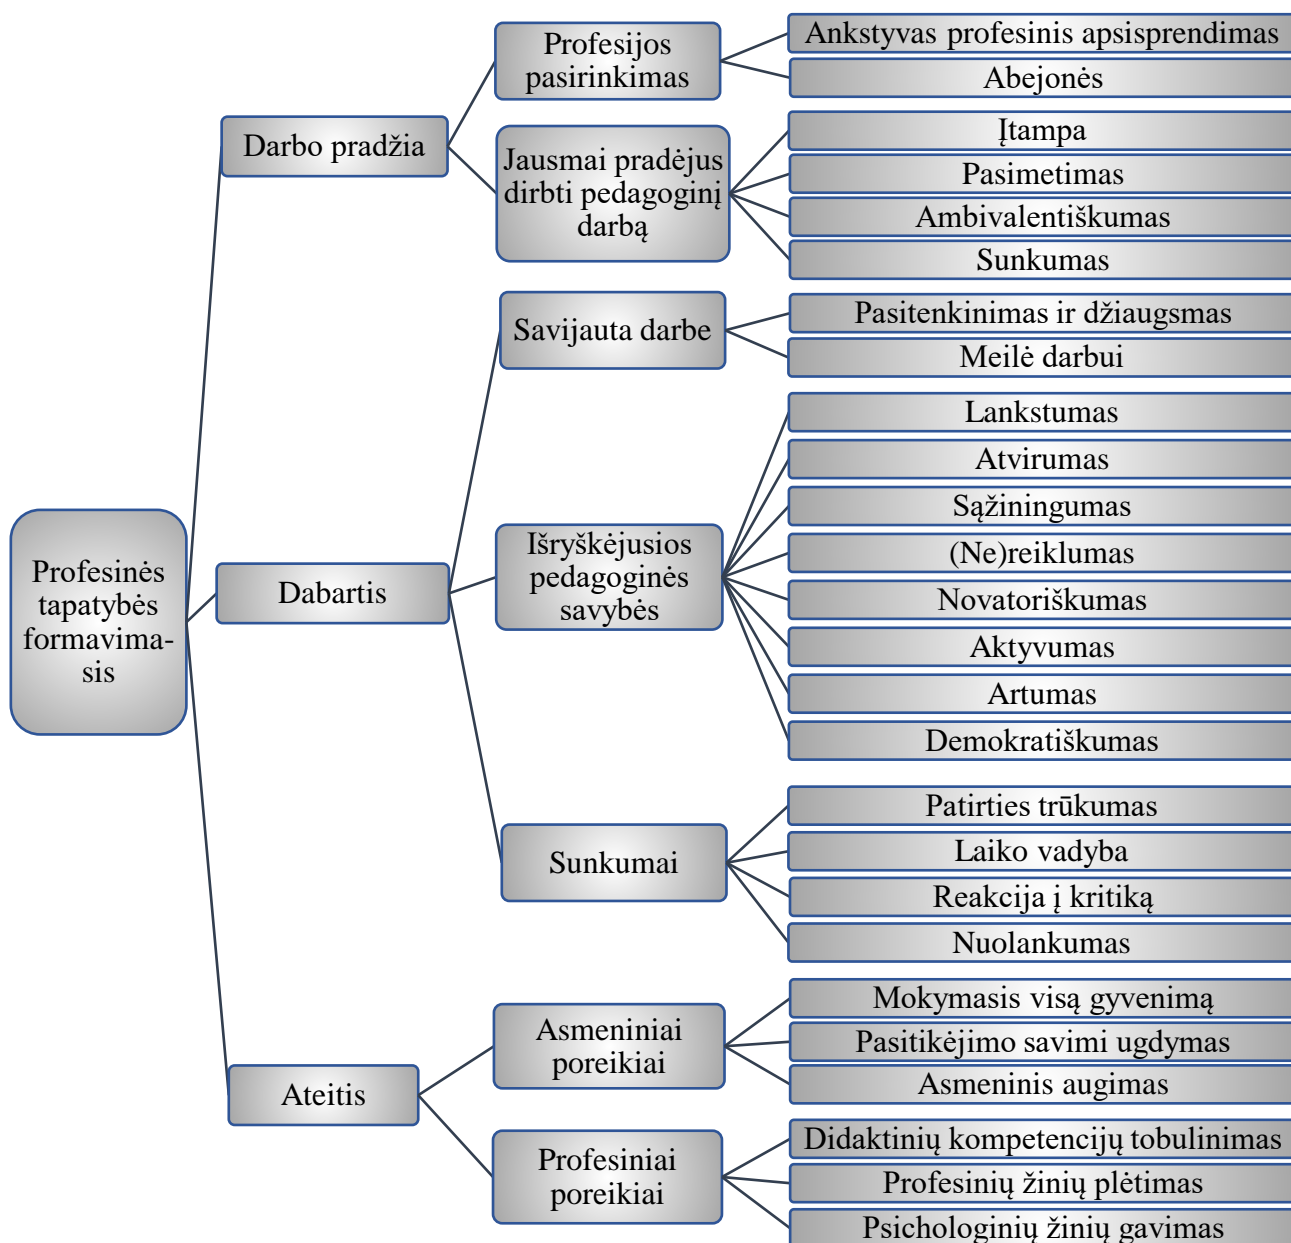 Profesinės
tapatybės
formavima-
sis
Darbo pradžia
Profesijos
pasirinkimas
Ankstyvas profesinis apsisprendimas
Abejonės
Jausmai pradėjus
dirbti pedagoginį
darbą
Įtampa
Pasimetimas
Ambivalentiškumas
Sunkumas
Dabartis
Savijauta darbe
Pasitenkinimas ir džiaugsmas
Meilė darbui
Išryškėjusios
pedagoginės
savybės
Lankstumas
Atvirumas
Sąžiningumas
(Ne)reiklumas
Novatoriškumas
Aktyvumas
Artumas
Demokratiškumas
Sunkumai
Patirties trūkumas
Laiko vadyba
Reakcija į kritiką
Nuolankumas
Ateitis
Asmeniniai
poreikiai
Mokymasis visą gyvenimą
Pasitikėjimo savimi ugdymas
Asmeninis augimas
Profesiniai
poreikiai
Didaktinių kompetencijų tobulinimas
Profesinių žinių plėtimas
Psichologinių žinių gavimas